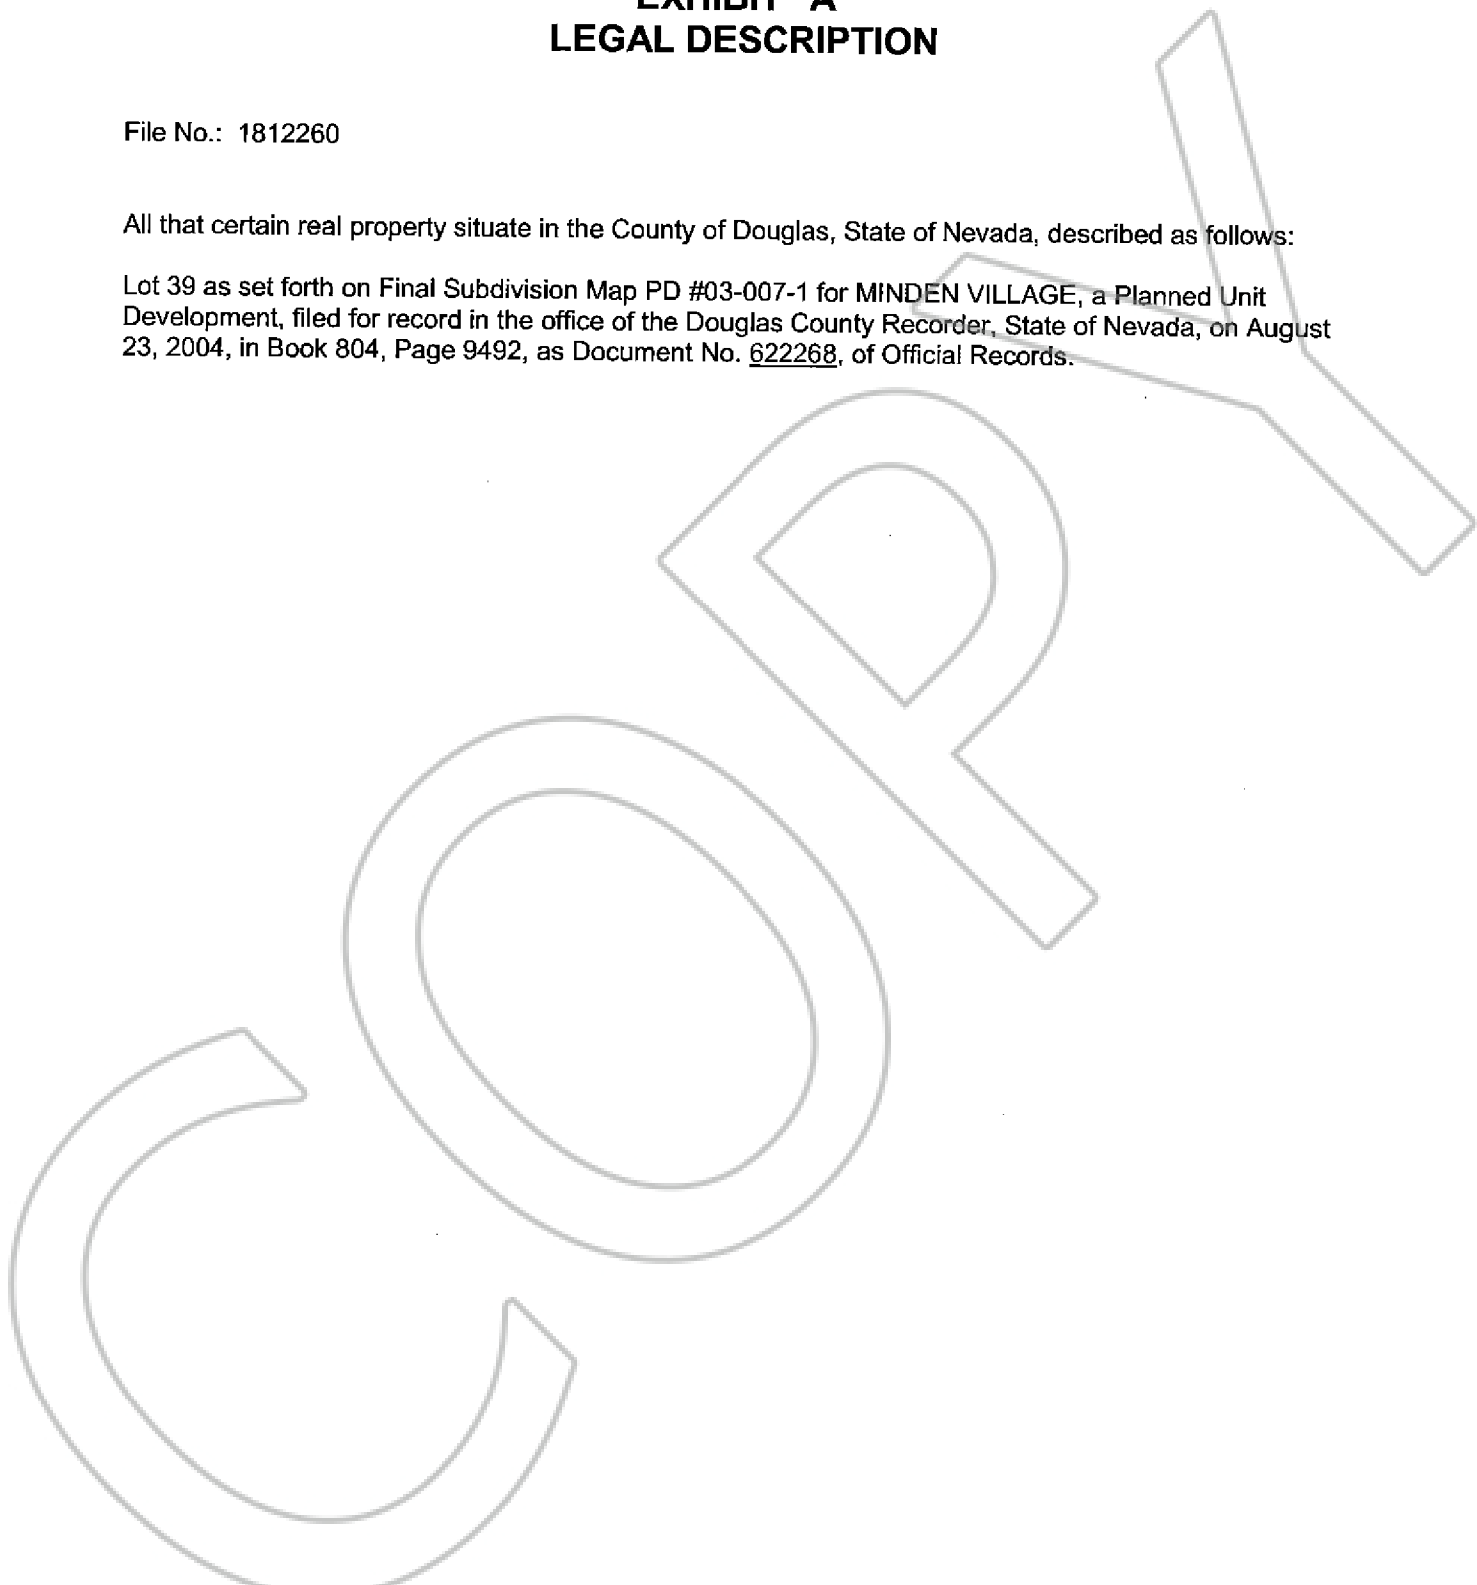 EXHIBIT "A"
LEGAL DESCRIPTION
File No.: 1812260
All that certain real property situate in the County of Douglas, State of Nevada, described as follows:
Lot 39 as set forth on Final Subdivision Map PD #03-007-1 for MINDEN VILLAGE, a Planned Unit
Development, filed for record in the office of the Douglas County Recorder, State of Nevada, on August
23, 2004, in Book 804, Page 9492, as Document No. 622268, of Official Records.
COPY